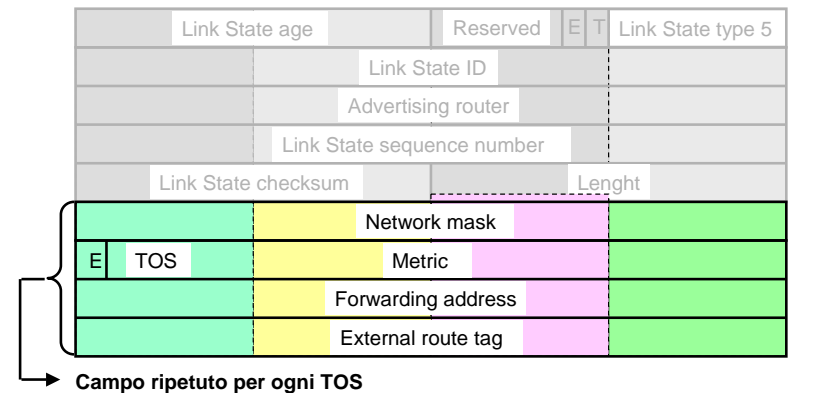 Link State age Reserved E T Link State type 5
Link State ID
Advertising router
Link State sequence number
Link State checksum Lenght
Network mask
E TOS Metric
Forwarding address
External route tag
Campo ripetuto per ogni TOS